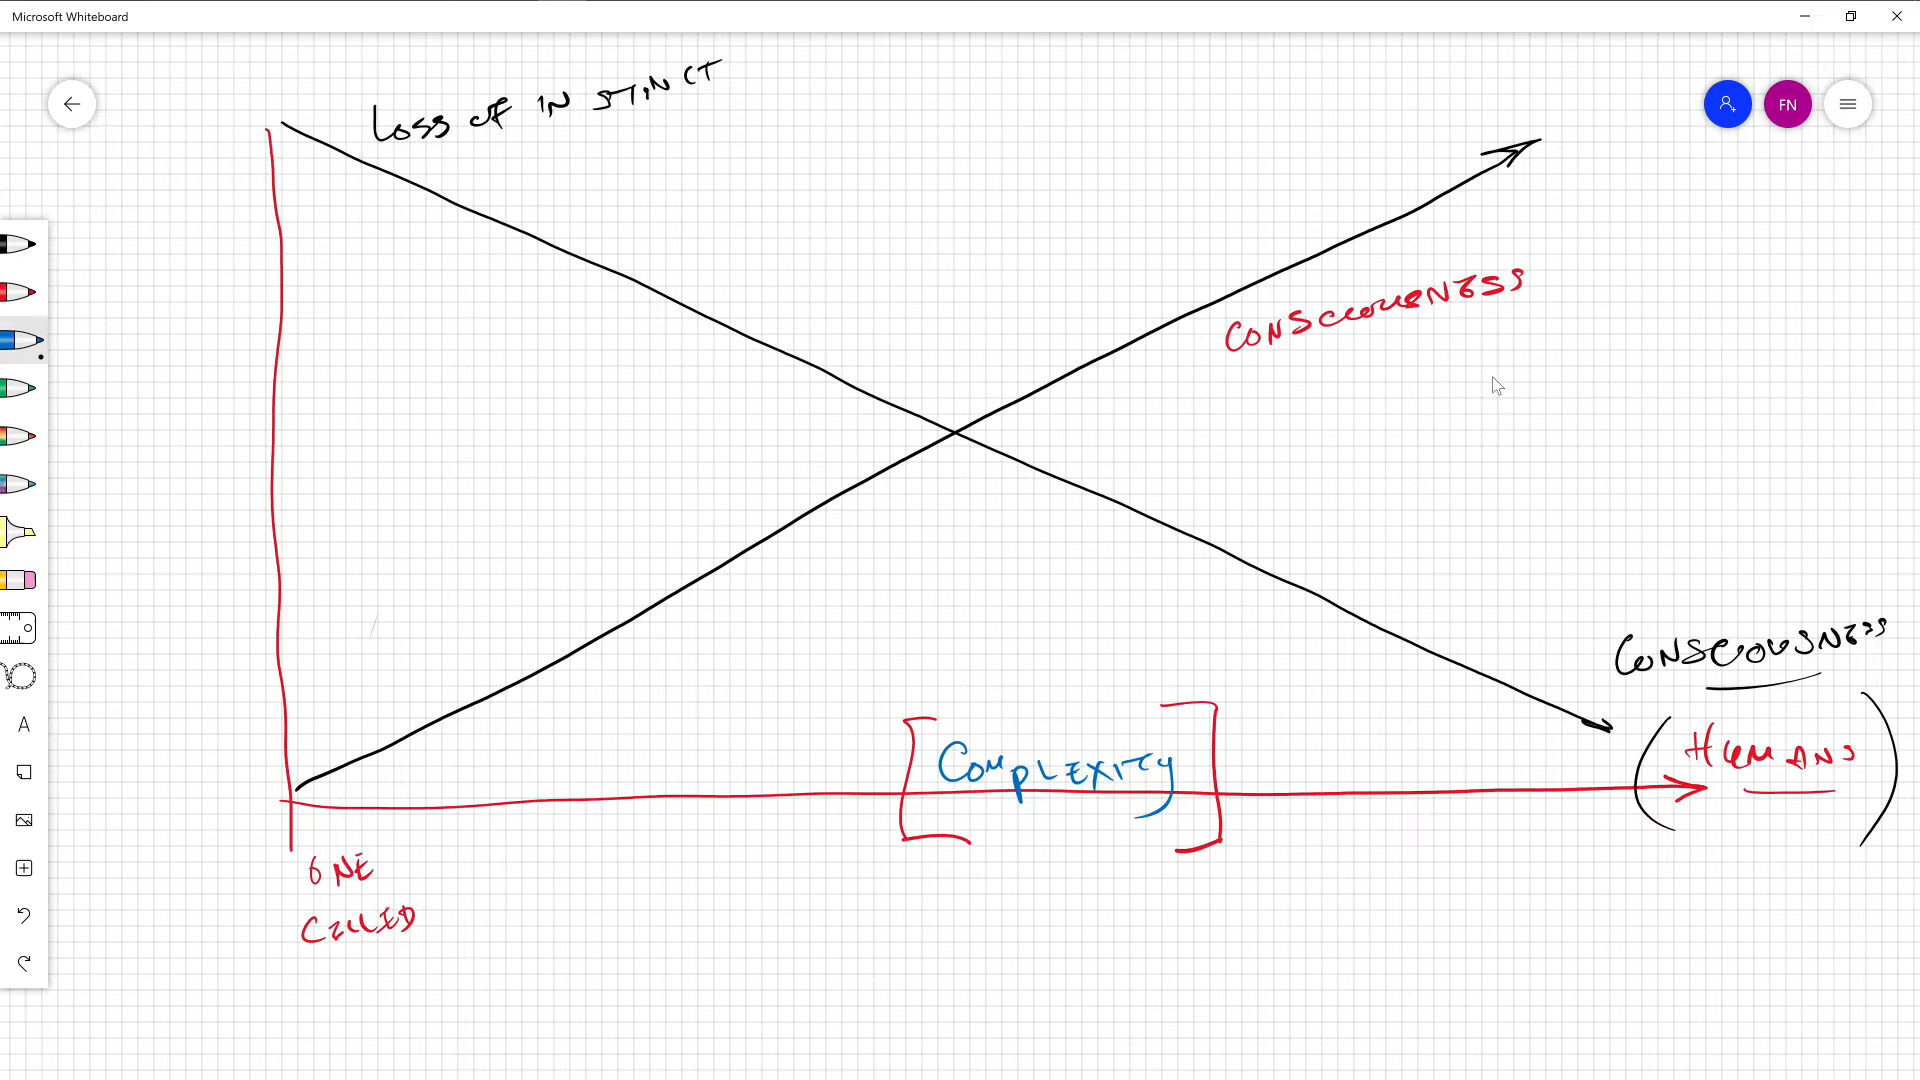 Microsoft Whiteboard
Loss of INSTINCT
FN
CONSCIOUSNESS
CONSCIOUSNESS
HUMANS
COMPLEXITY
ONE
CELLED
A